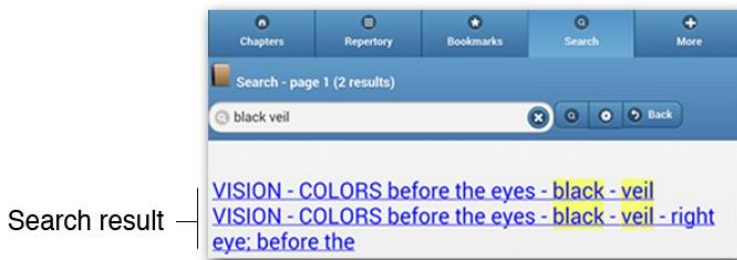 Chapters Repertory Bookmarks Search More
Search - page 1 (2 results)
black veil Back
VISION - COLORS before the eyes - black - veil
Search result
VISION - COLORS before the eyes - black - veil - right
eye; before the